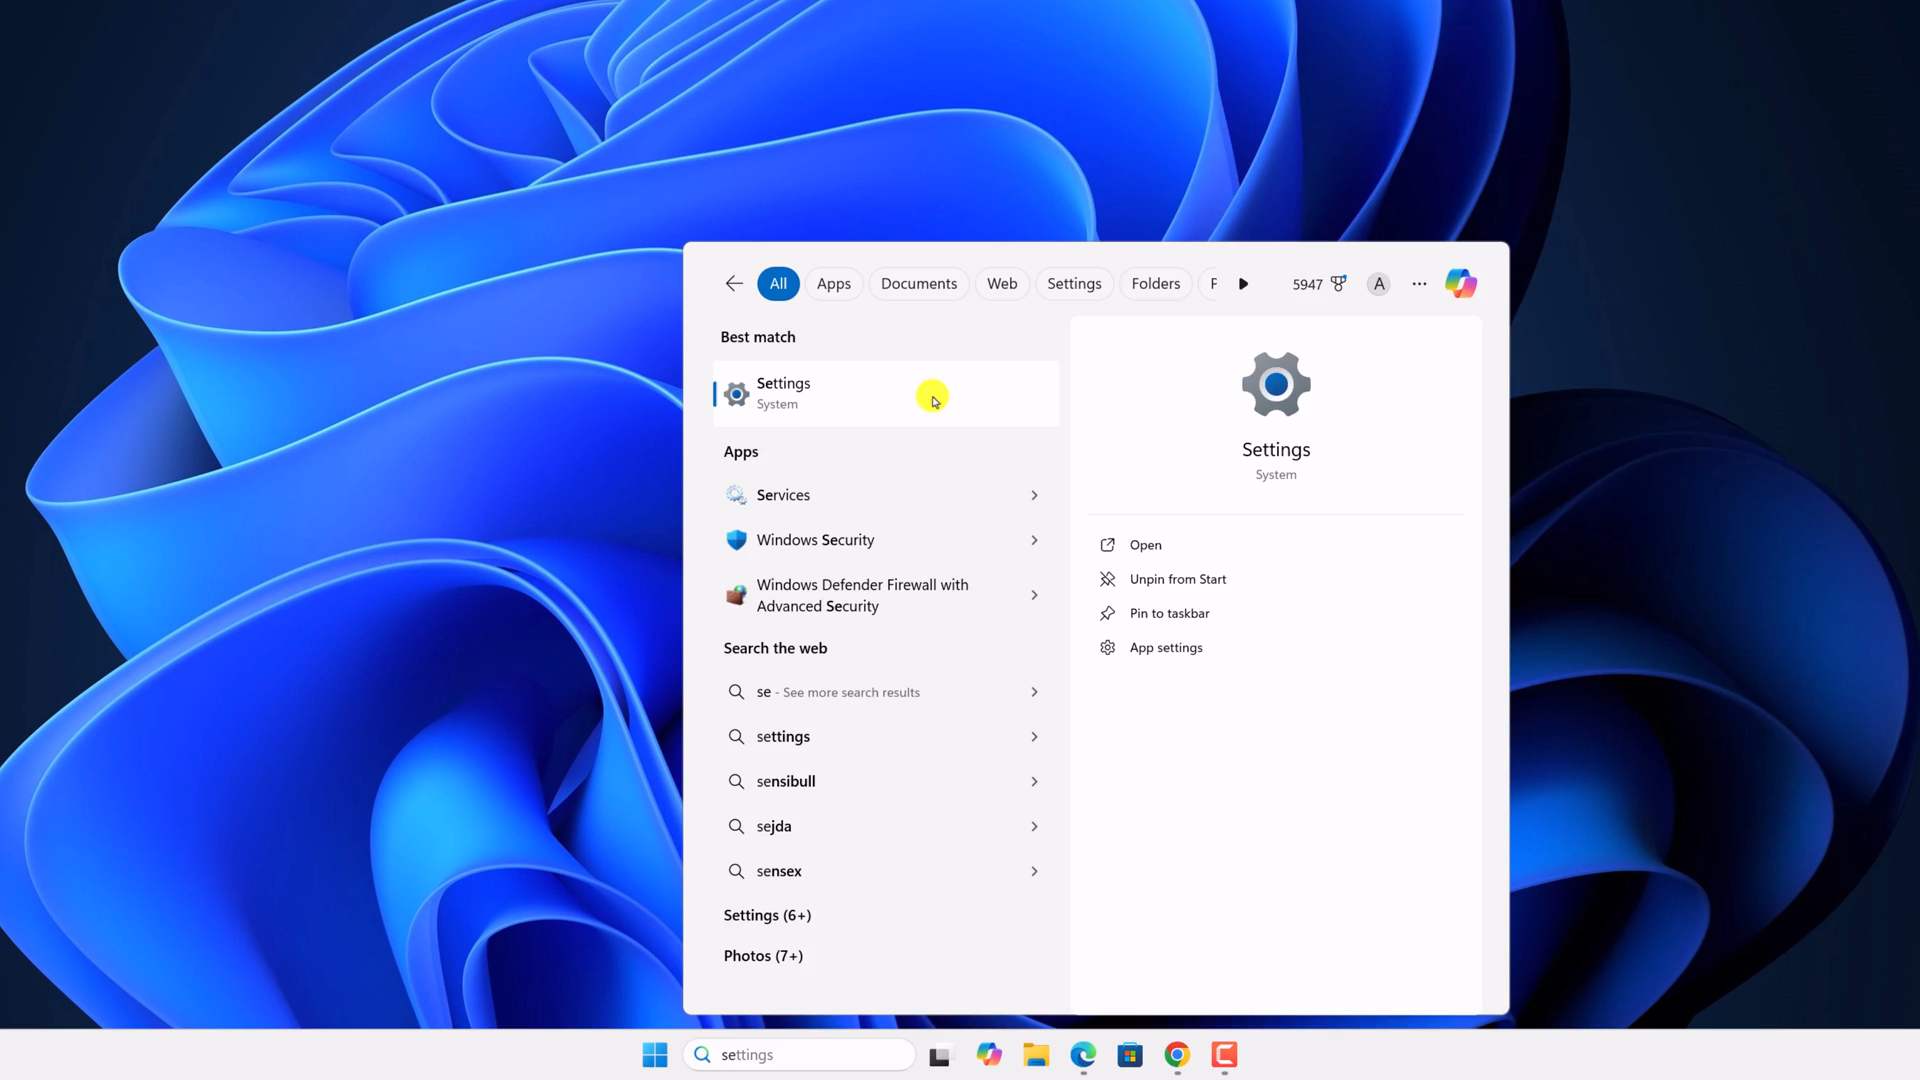 All
Apps
Documents
Web
Settings
Folders
5947
A
Best match
Settings
System
Apps
Services
Windows Security
Windows Defender Firewall with
Advanced Security
Search the web
se - See more search results
settings
sensibull
sejda
sensex
Settings (6+)
Photos (7+)
Settings
System
Open
Unpin from Start
Pin to taskbar
App settings
settings